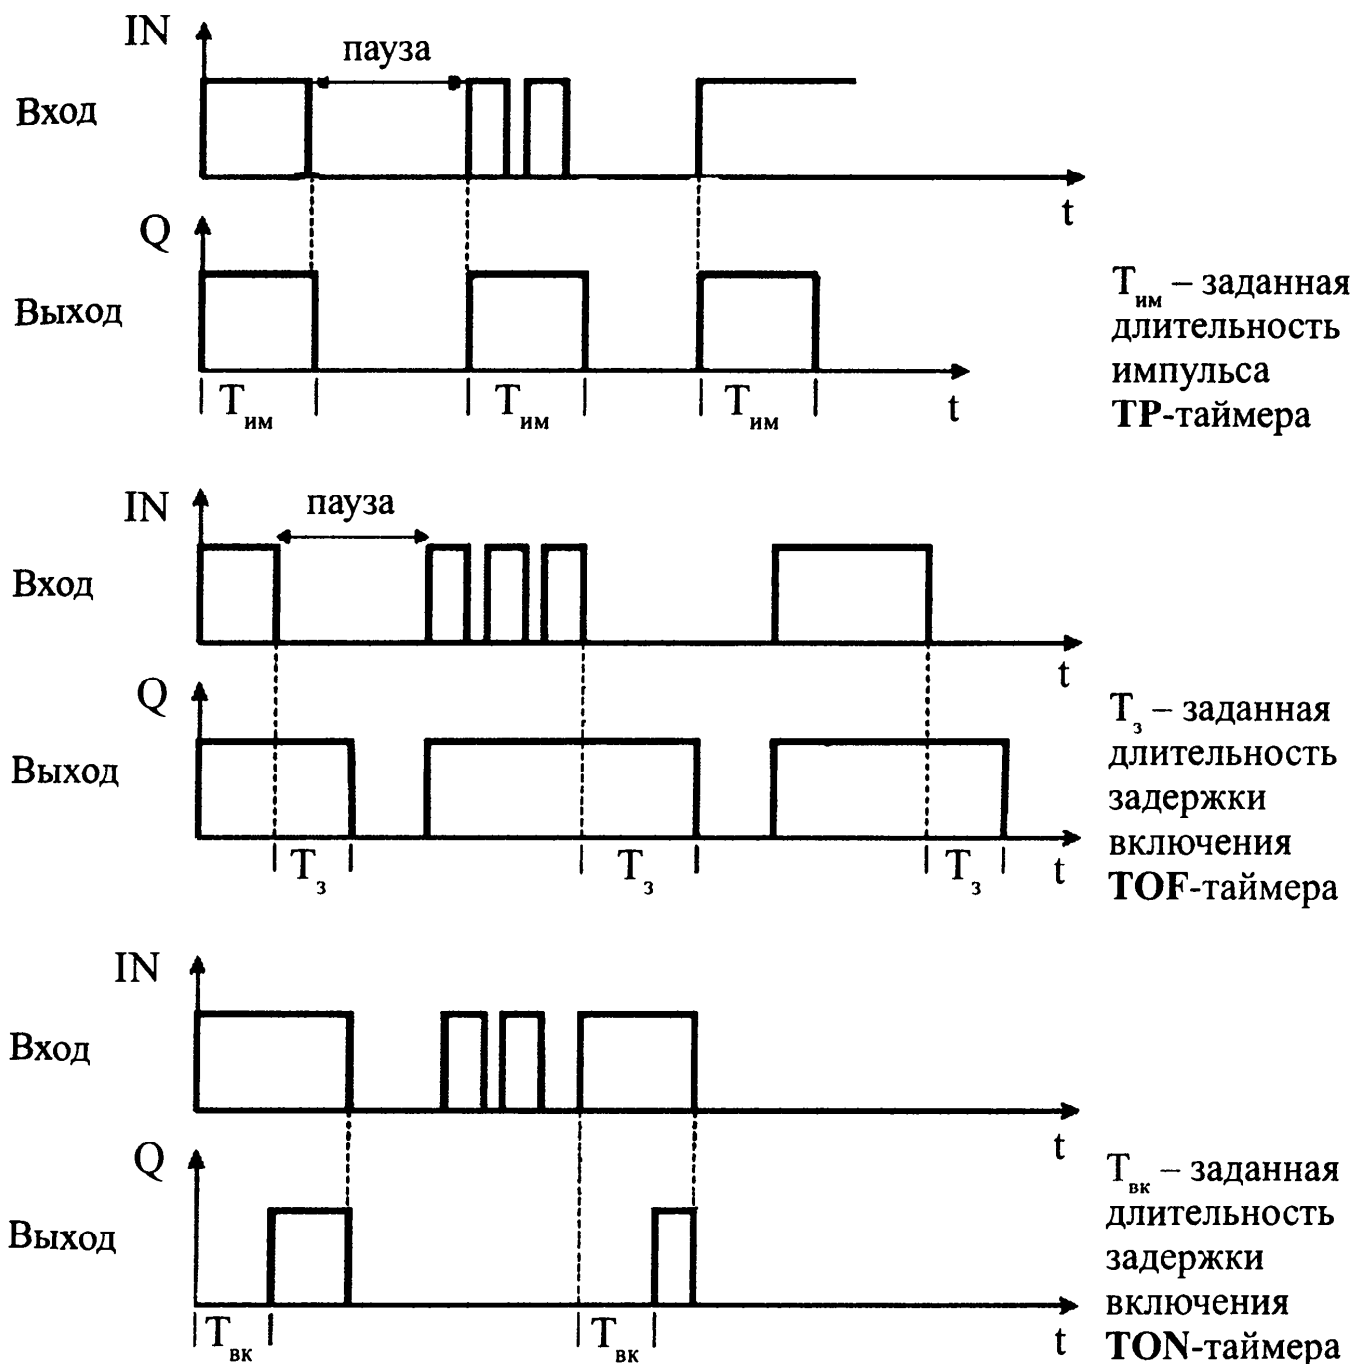 IN
пауза
Вход
t
Q
Выход
Tим
Tим
Tим
t
Tим – заданная
длительность
импульса
TP-таймера
IN
пауза
Вход
t
Q
Выход
Tз
Tз
Tз
t
Tз – заданная
длительность
задержки
включения
TOF-таймера
IN
Вход
t
Q
Выход
Tвк
Tвк
t
Tвк – заданная
длительность
задержки
включения
TON-таймера